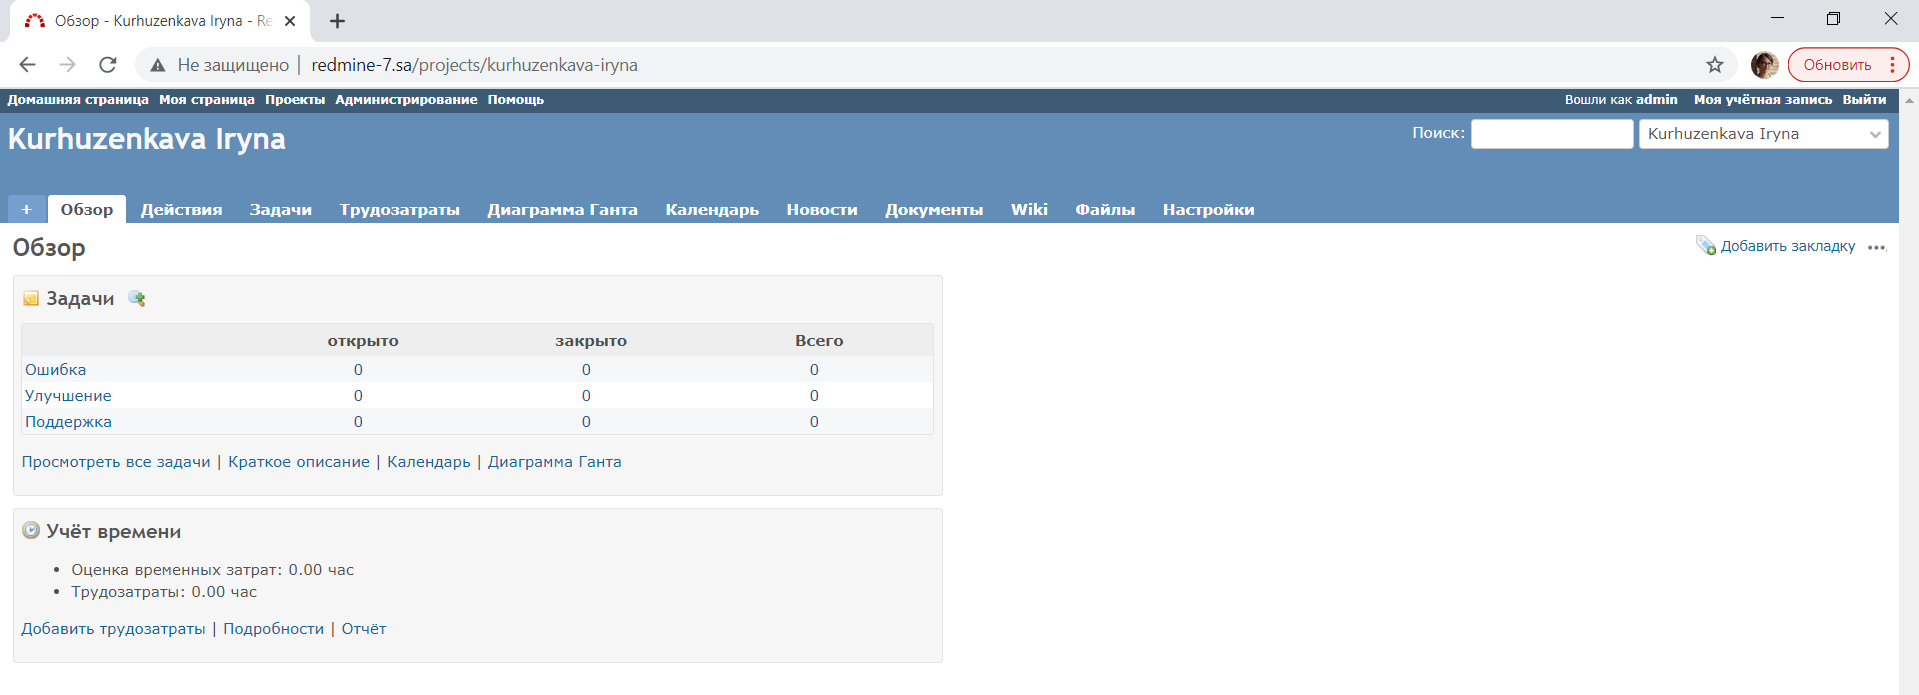 Обзор - Kurhuzenkava Iryna - Re
Не защищено | redmine-7.sa/projects/kurhuzenkava-iryna
Обновить
Домашняя страница Моя страница Проекты Администрирование Помощь
Вошли как admin Моя учётная запись Выйти
Kurhuzenkava Iryna
Поиск: Kurhuzenkava Iryna
+ Обзор Действия Задачи Трудозатраты Диаграмма Ганта Календарь Новости Документы Wiki Файлы Настройки
Обзор
Добавить закладку
Задачи
открыто закрыто Всего
Ошибка 0 0 0
Улучшение 0 0 0
Поддержка 0 0 0
Просмотреть все задачи | Краткое описание | Календарь | Диаграмма Ганта
Учёт времени
• Оценка временных затрат: 0.00 час
• Трудозатраты: 0.00 час
Добавить трудозатраты | Подробности | Отчёт